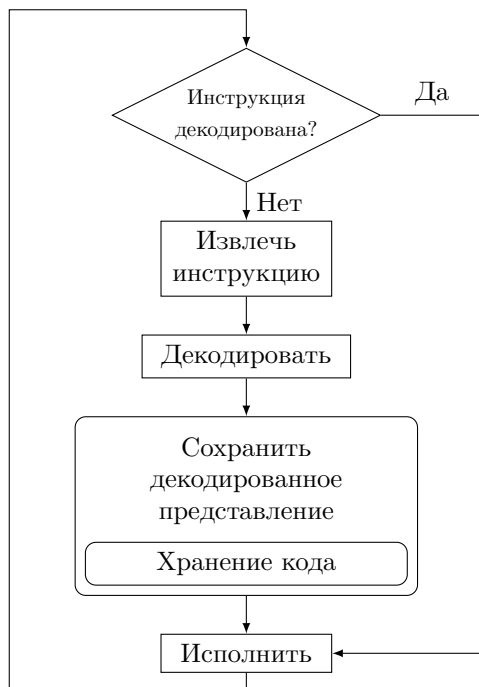 Инструкция
декодирована?
Да
Нет
Извлечь
инструкцию
Декодировать
Сохранить
декодированное
представление
Хранение кода
Исполнить